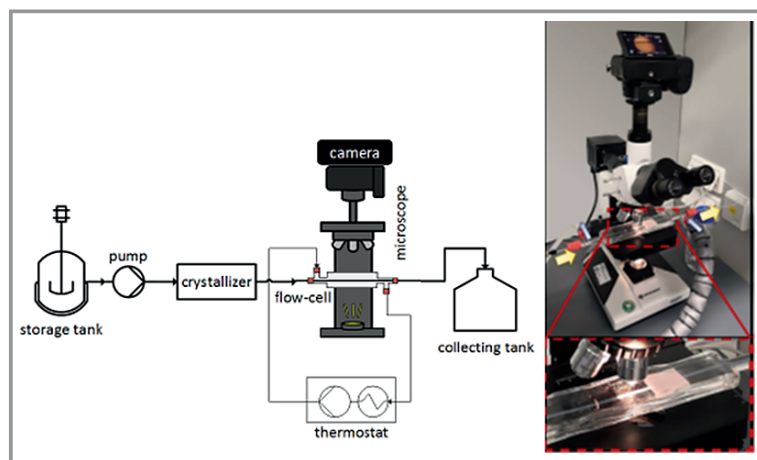 camera
microscope
pump
crystallizer
flow-cell
storage tank
collecting tank
thermostat